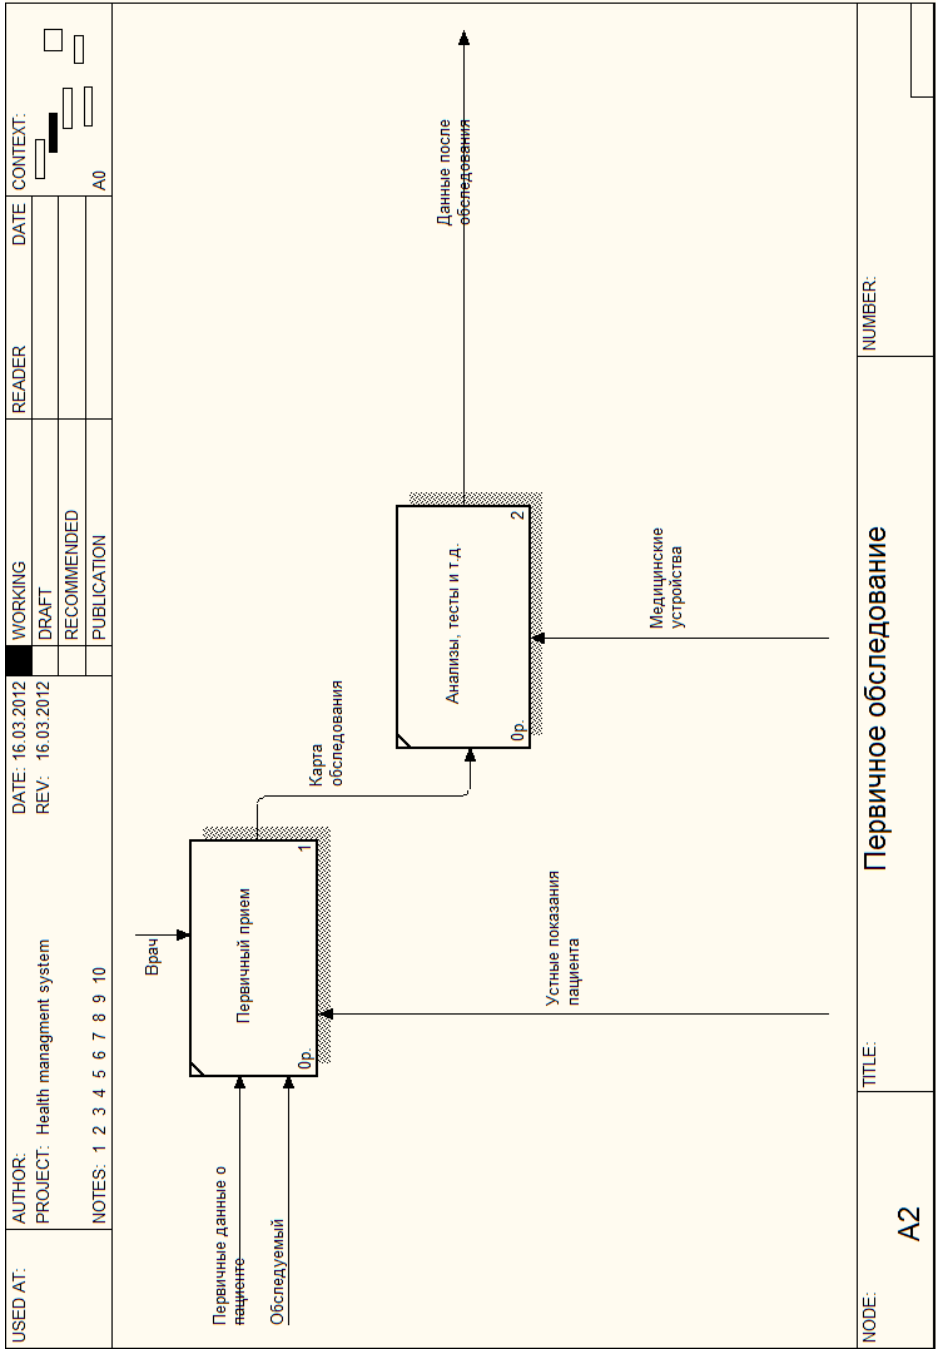 USED AT:
AUTHOR:
PROJECT: Health managment system
NOTES: 1 2 3 4 5 6 7 8 9 10
DATE: 16.03.2012
REV: 16.03.2012
WORKING
DRAFT
RECOMMENDED
PUBLICATION
READER
DATE
CONTEXT:
A0
Врач
Первичные данные о
пациенте
Обследуемый
Первичный прием
0р.
1
Карта
обследования
Устные показания
пациента
Анализы, тесты и т.д.
0р.
2
Медицинские
устройства
Данные после
обследования
NODE:
A2
TITLE:
Первичное обследование
NUMBER: